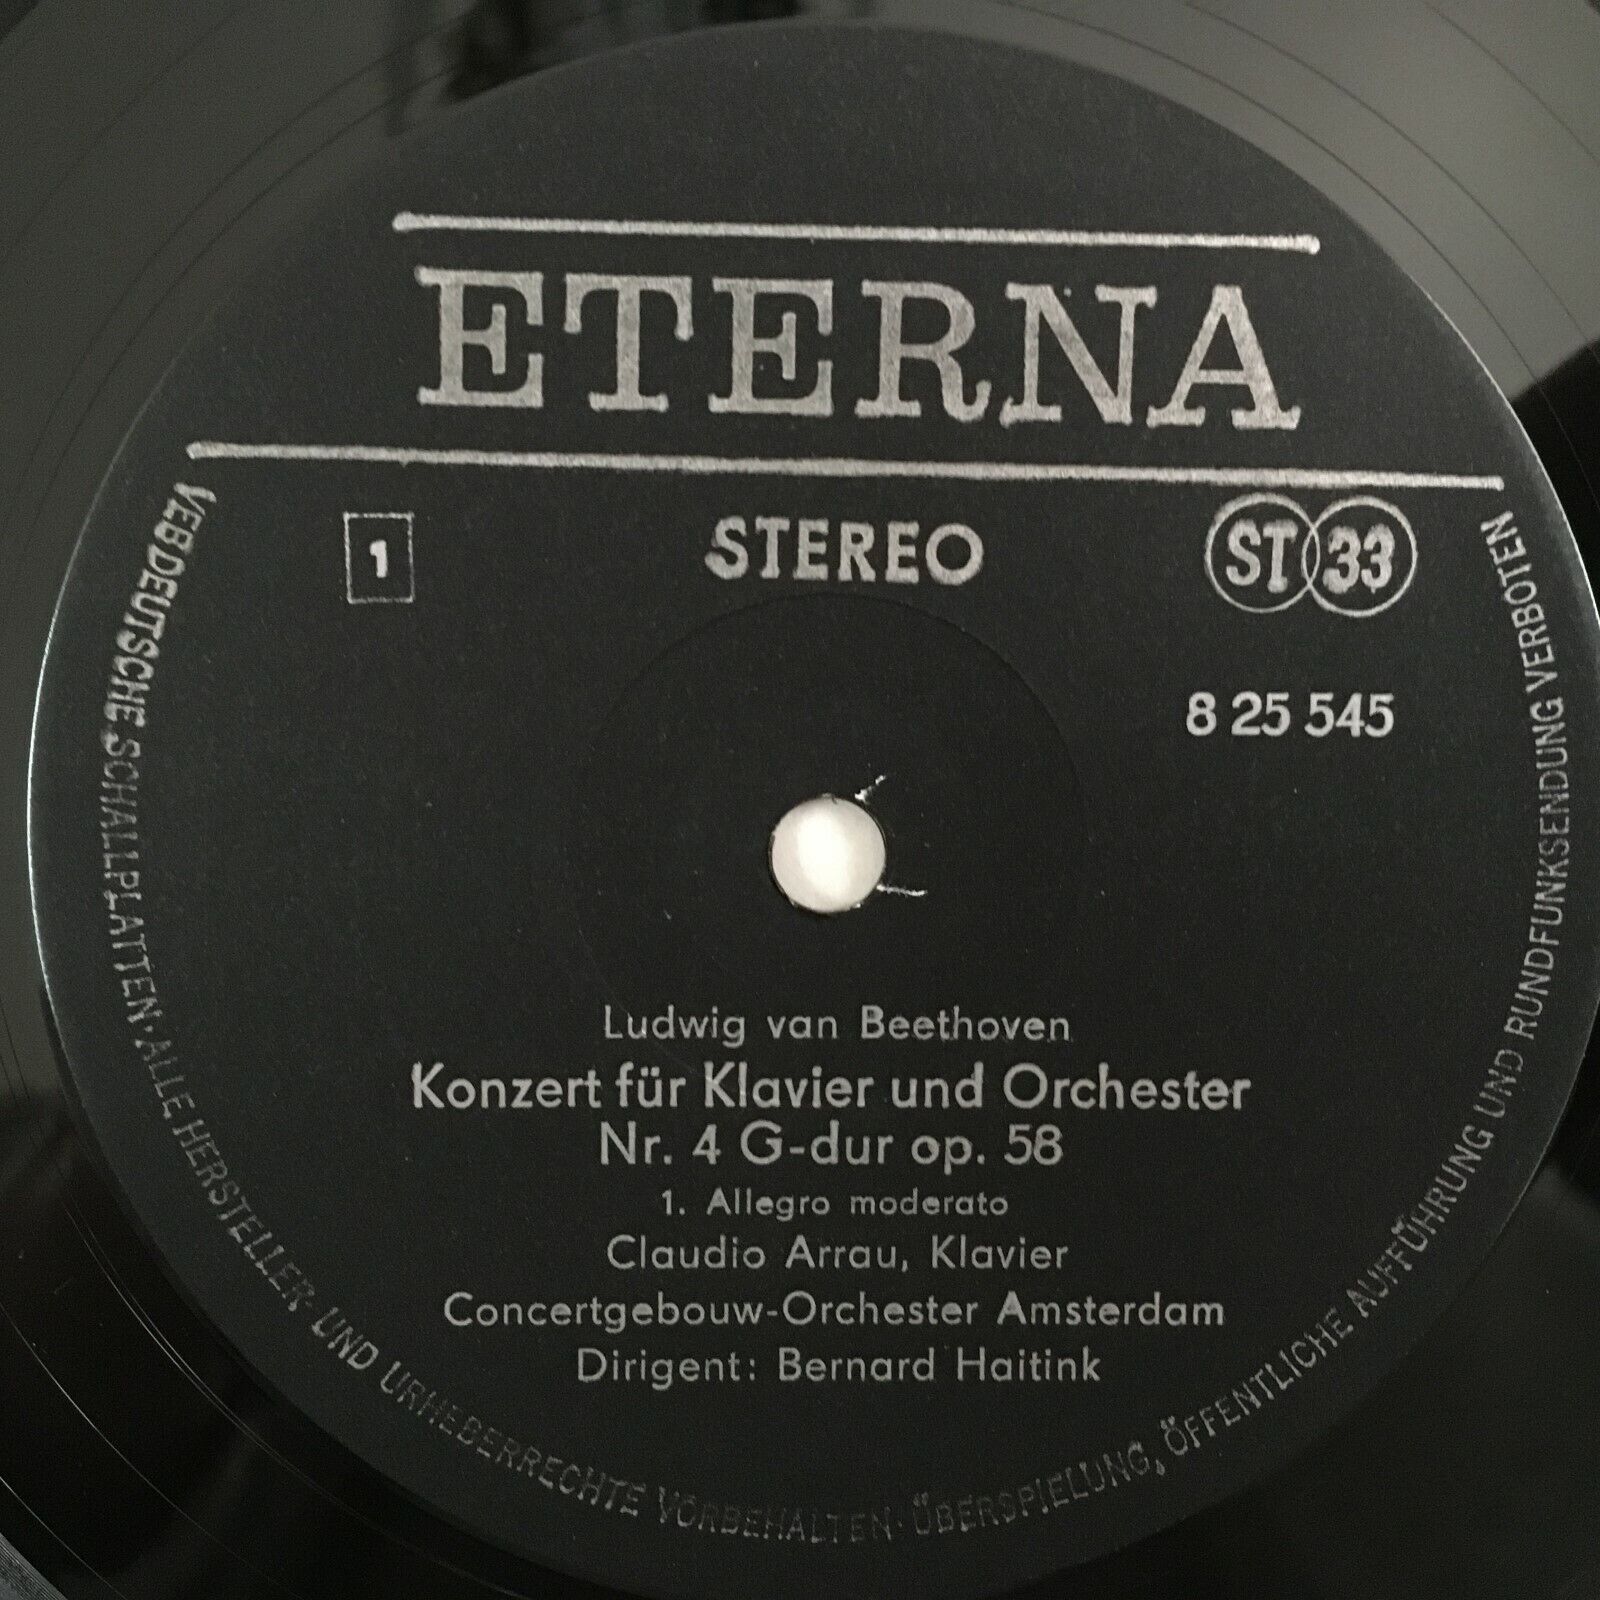 ETERNA
1
STEREO
ST 33
8 25 545
Ludwig van Beethoven
Konzert für Klavier und Orchester
Nr. 4 G-dur op. 58
1. Allegro moderato
Claudio Arrau, Klavier
Concertgebouw-Orchester Amsterdam
Dirigent: Bernard Haitink
VEB DEUTSCHE SCHALLPLATTEN · ALLE HERSTELLER- UND URHEBERRECHTE VORBEHALTEN · ÜBERSPIELUNG, ÖFFENTLICHE AUFFÜHRUNG UND RUNDFUNKSENDUNG VERBOTEN